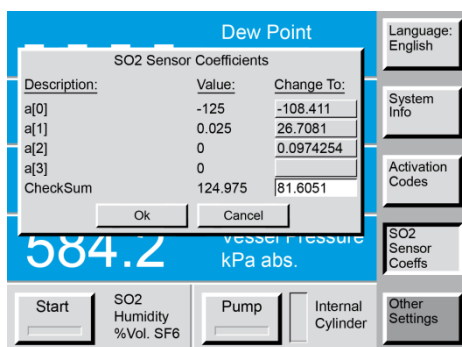 Dew Point
Language:
English
SO2 Sensor Coefficients
Description: Value: Change To:
a[0] -125 -108.411
a[1] 0.025 26.7081
a[2] 0 0.0974254
a[3] 0
CheckSum 124.975 81.6051
Ok Cancel
System
Info
Activation
Codes
584.2
Vessel Pressure
kPa abs.
SO2
Sensor
Coeffs
Start
SO2
Humidity
%Vol. SF6
Pump
Internal
Cylinder
Other
Settings